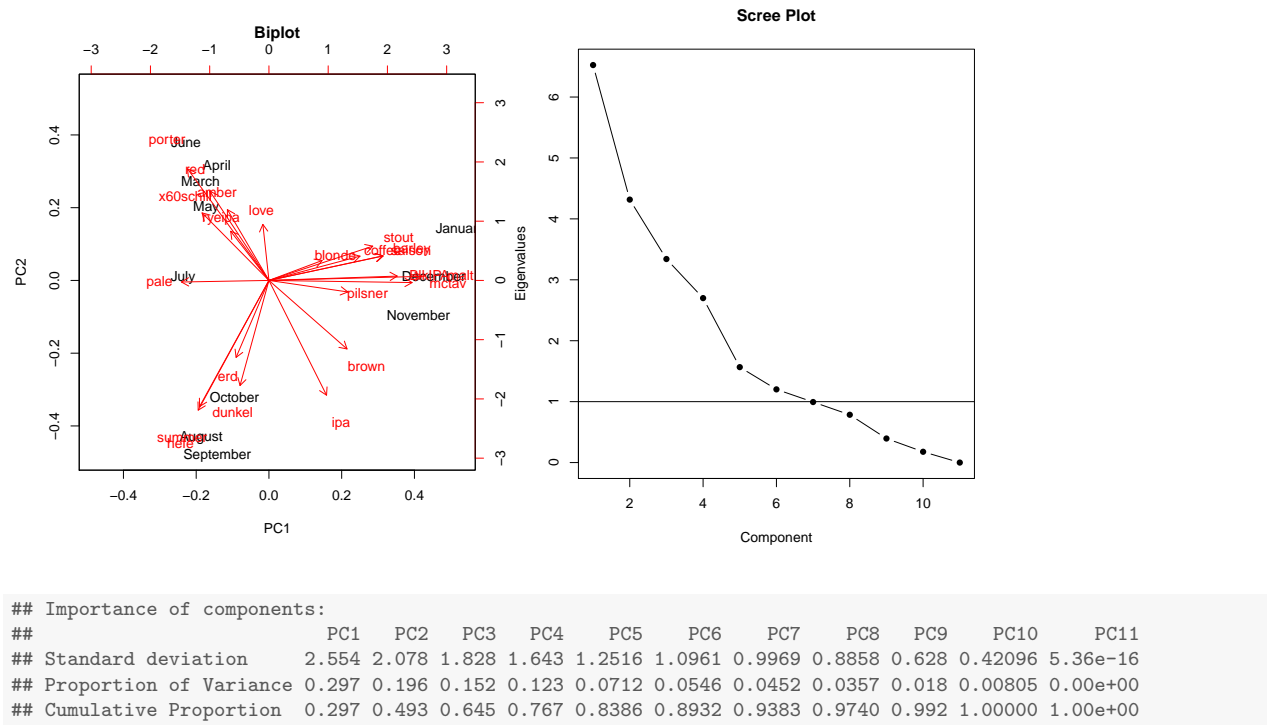 Biplot
−3 −2 −1 0 1 2 3
PC2
−0.4 −0.2 0.0 0.2 0.4
−3 −2 −1 0 1 2 3
porter
June
red
April
March
amber
x60schill
May
ryeipa
love
Januar
stout
barley
coffee
blonde
July
pale
December
mctav
pilsner
November
brown
erd
October
dunkel
ipa
summer
August
hefe
September
−0.4 −0.2 0.0 0.2 0.4
PC1
Scree Plot
Eigenvalues
0 1 2 3 4 5 6
2 4 6 8 10
Component
## Importance of components:
## PC1 PC2 PC3 PC4 PC5 PC6 PC7 PC8 PC9 PC10 PC11
## Standard deviation 2.554 2.078 1.828 1.643 1.2516 1.0961 0.9969 0.8858 0.628 0.42096 5.36e-16
## Proportion of Variance 0.297 0.196 0.152 0.123 0.0712 0.0546 0.0452 0.0357 0.018 0.00805 0.00e+00
## Cumulative Proportion 0.297 0.493 0.645 0.767 0.8386 0.8932 0.9383 0.9740 0.992 1.00000 1.00e+00